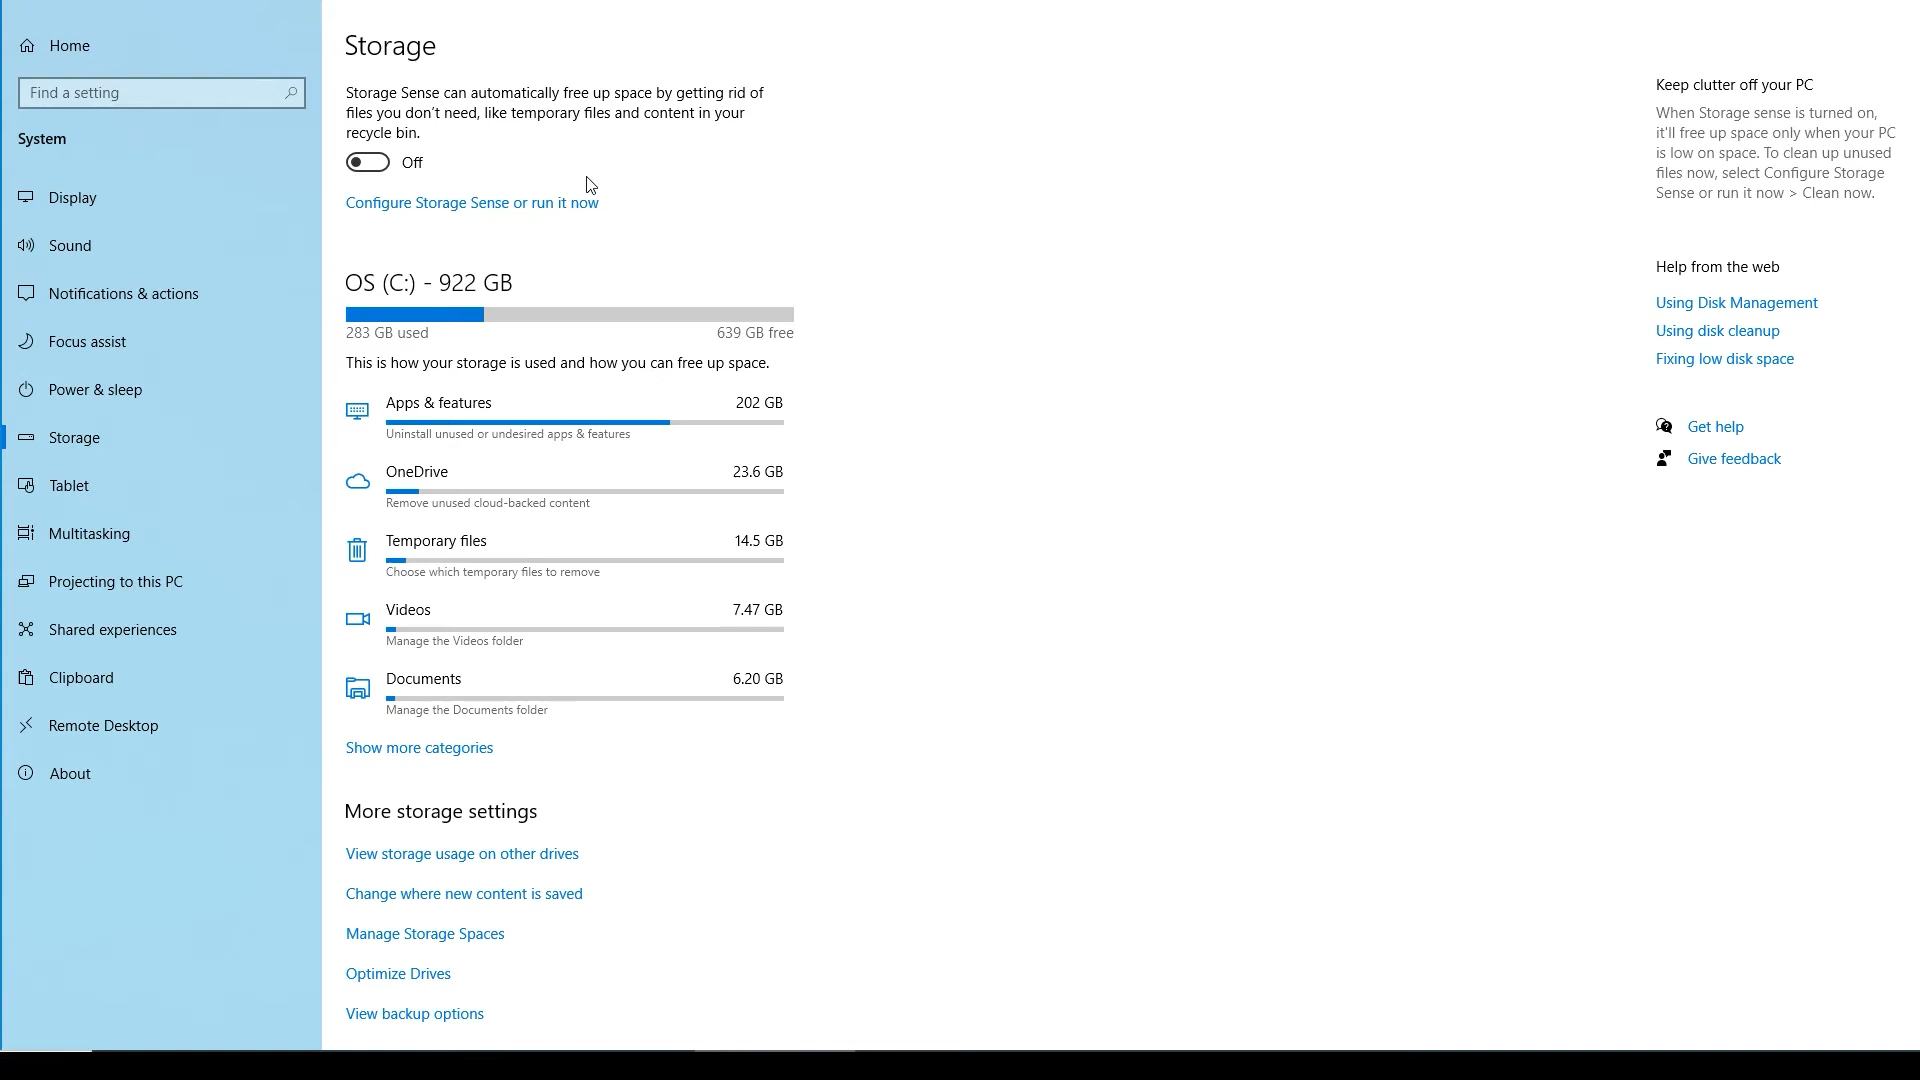 Home
Find a setting
System
Display
Sound
Notifications & actions
Focus assist
Power & sleep
Storage
Tablet
Multitasking
Projecting to this PC
Shared experiences
Clipboard
Remote Desktop
About
Storage
Storage Sense can automatically free up space by getting rid of
files you don’t need, like temporary files and content in your
recycle bin.
Off
Configure Storage Sense or run it now
OS (C:) - 922 GB
283 GB used 639 GB free
This is how your storage is used and how you can free up space.
Apps & features 202 GB
Uninstall unused or undesired apps & features
OneDrive 23.6 GB
Remove unused cloud-backed content
Temporary files 14.5 GB
Choose which temporary files to remove
Videos 7.47 GB
Manage the Videos folder
Documents 6.20 GB
Manage the Documents folder
Show more categories
More storage settings
View storage usage on other drives
Change where new content is saved
Manage Storage Spaces
Optimize Drives
View backup options
Keep clutter off your PC
When Storage sense is turned on,
it'll free up space only when your PC
is low on space. To clean up unused
files now, select Configure Storage
Sense or run it now > Clean now.
Help from the web
Using Disk Management
Using disk cleanup
Fixing low disk space
Get help
Give feedback